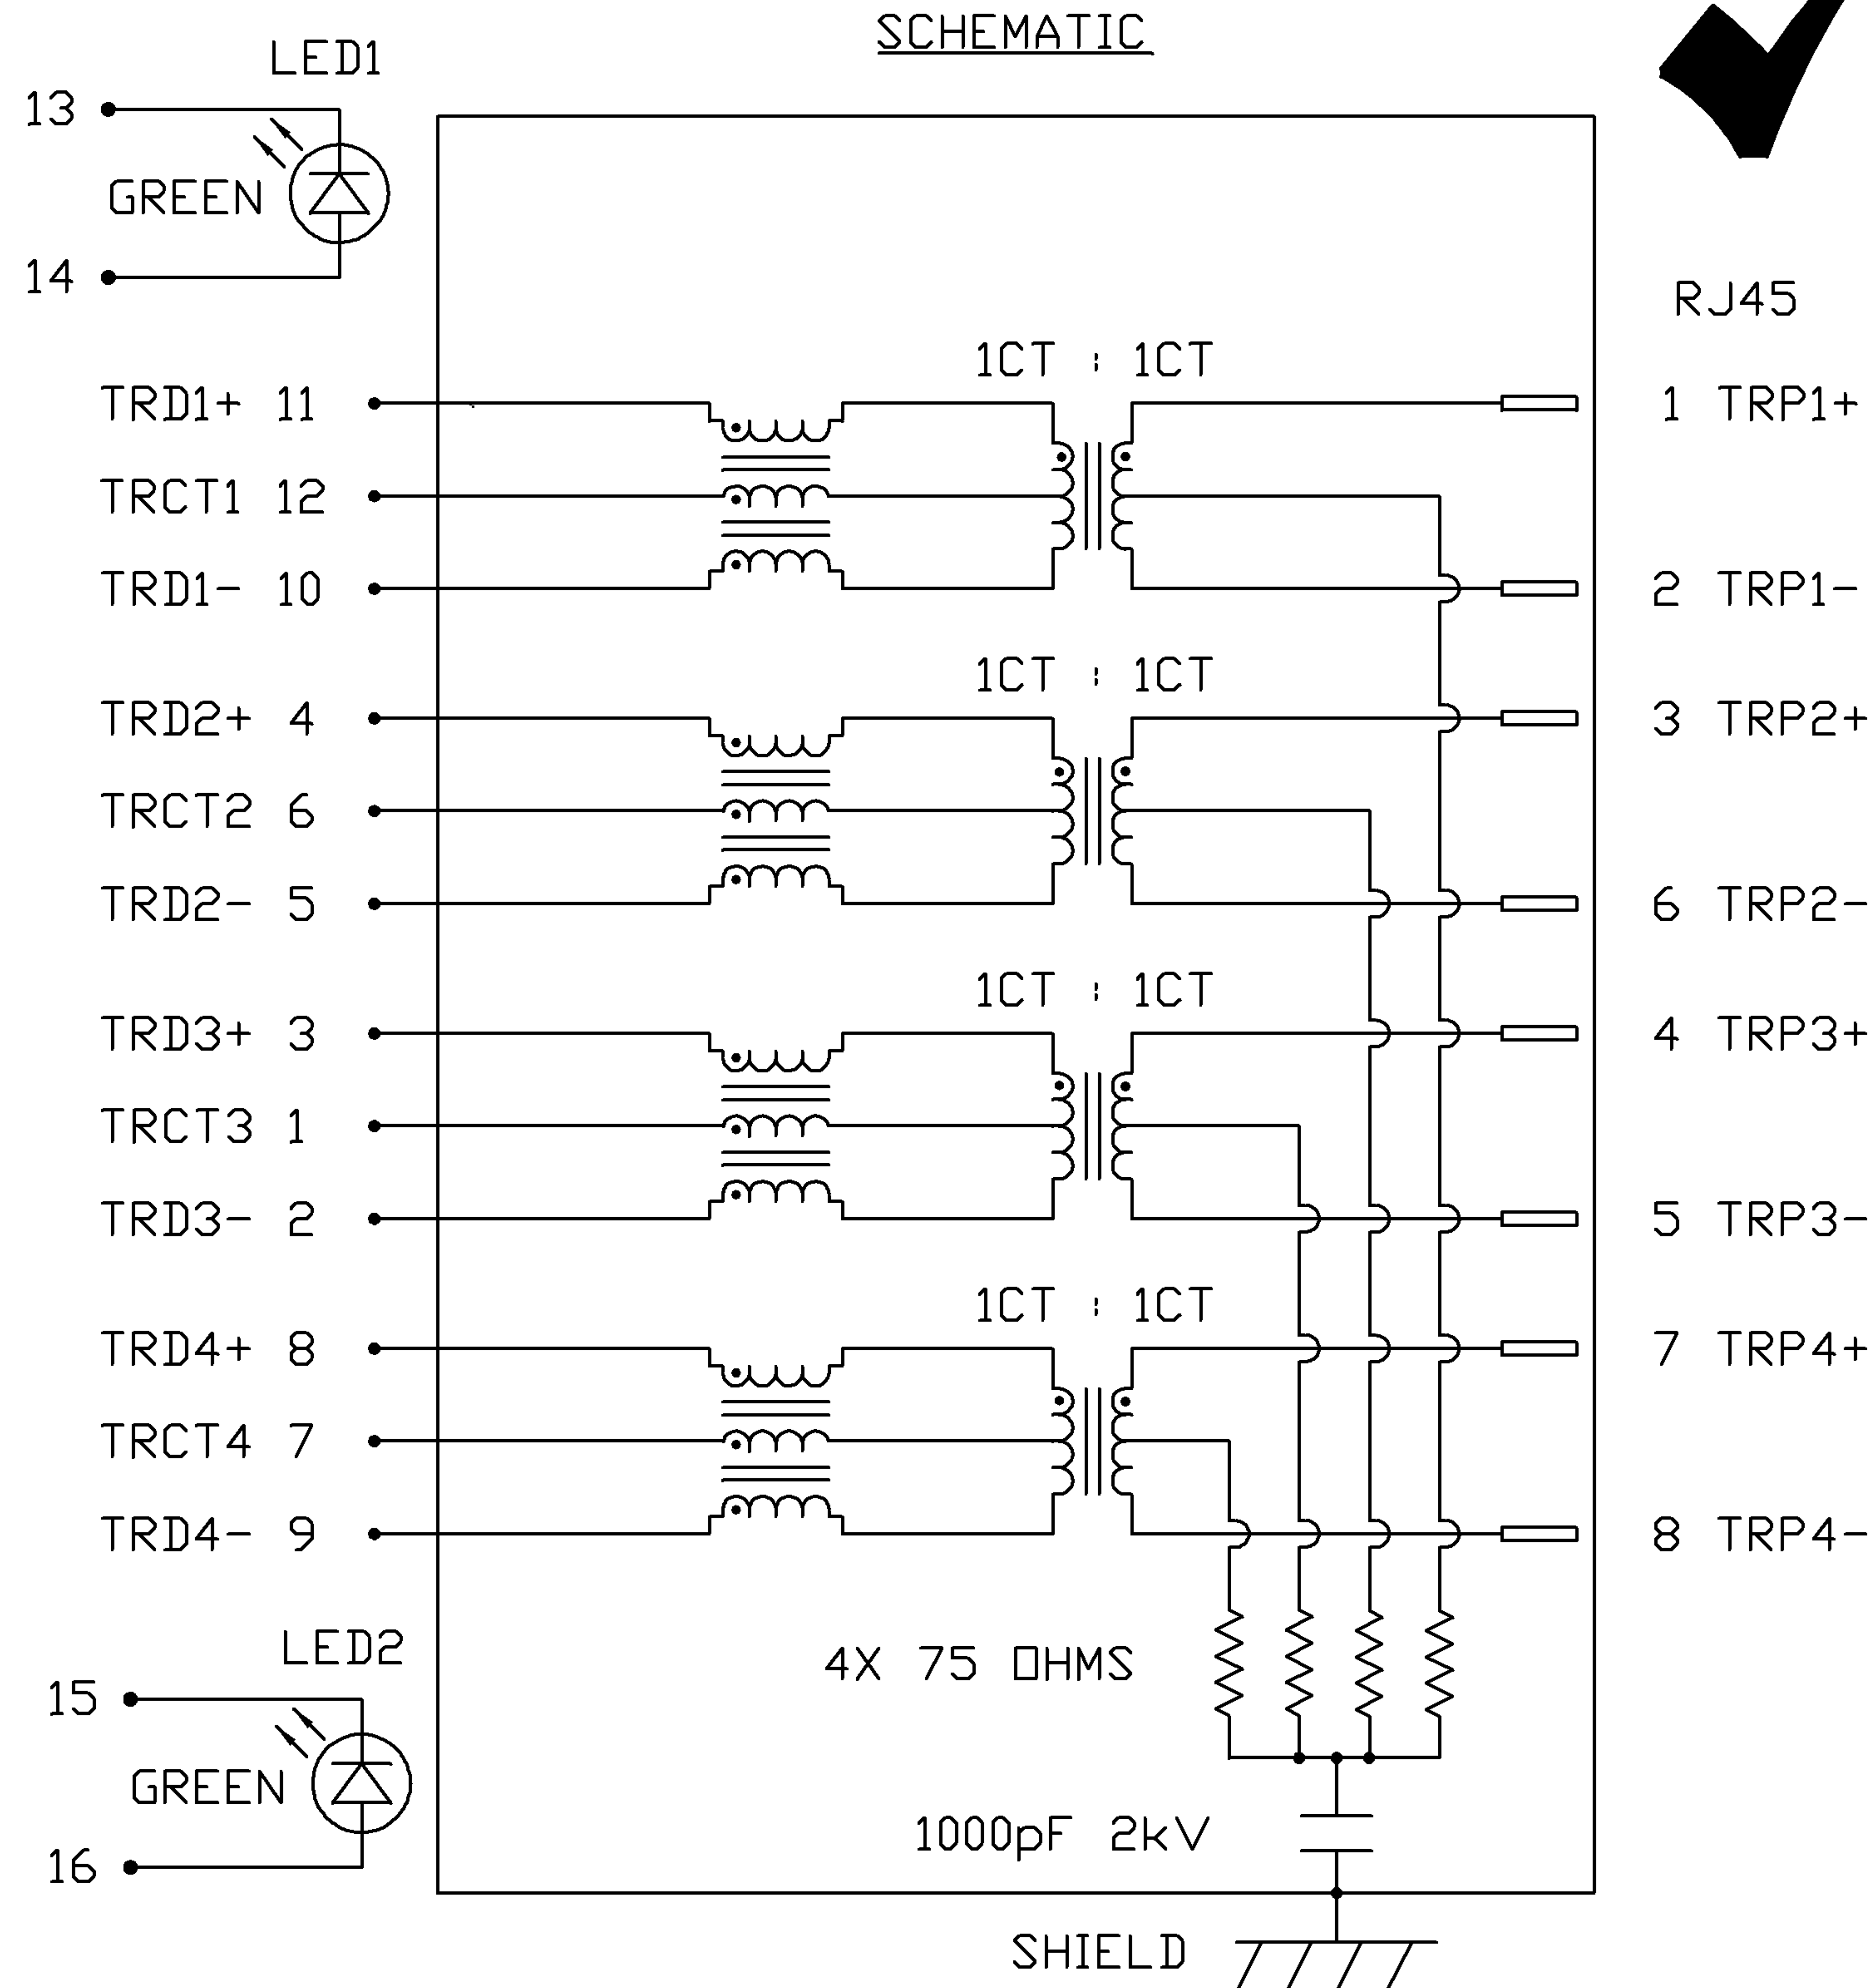 SCHEMATIC
LED1
13
GREEN
14
RJ45
1CT : 1CT
TRD1+ 11
1 TRP1+
TRCT1 12
TRD1- 10
2 TRP1-
1CT : 1CT
TRD2+ 4
3 TRP2+
TRCT2 6
TRD2- 5
6 TRP2-
1CT : 1CT
TRD3+ 3
4 TRP3+
TRCT3 1
TRD3- 2
5 TRP3-
1CT : 1CT
TRD4+ 8
7 TRP4+
TRCT4 7
TRD4- 9
8 TRP4-
LED2
4X 75 OHMS
15
GREEN
1000pF 2kV
16
SHIELD